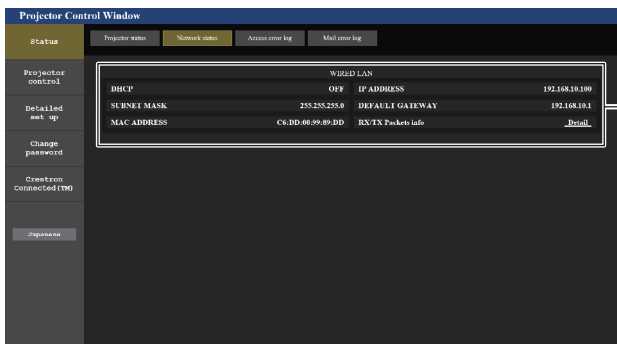 Projector Control Window
Status
Projector status
Network status
Access error log
Mail error log
Projector
control
Detailed
set up
Change
password
Crestron
Connected(TM)
Japanese
WIRED LAN
DHCP OFF IP ADDRESS 192.168.10.100
SUBNET MASK 255.255.255.0 DEFAULT GATEWAY 192.168.10.1
MAC ADDRESS C6:DD:00:99:89:DD RX/TX Packets info Detail